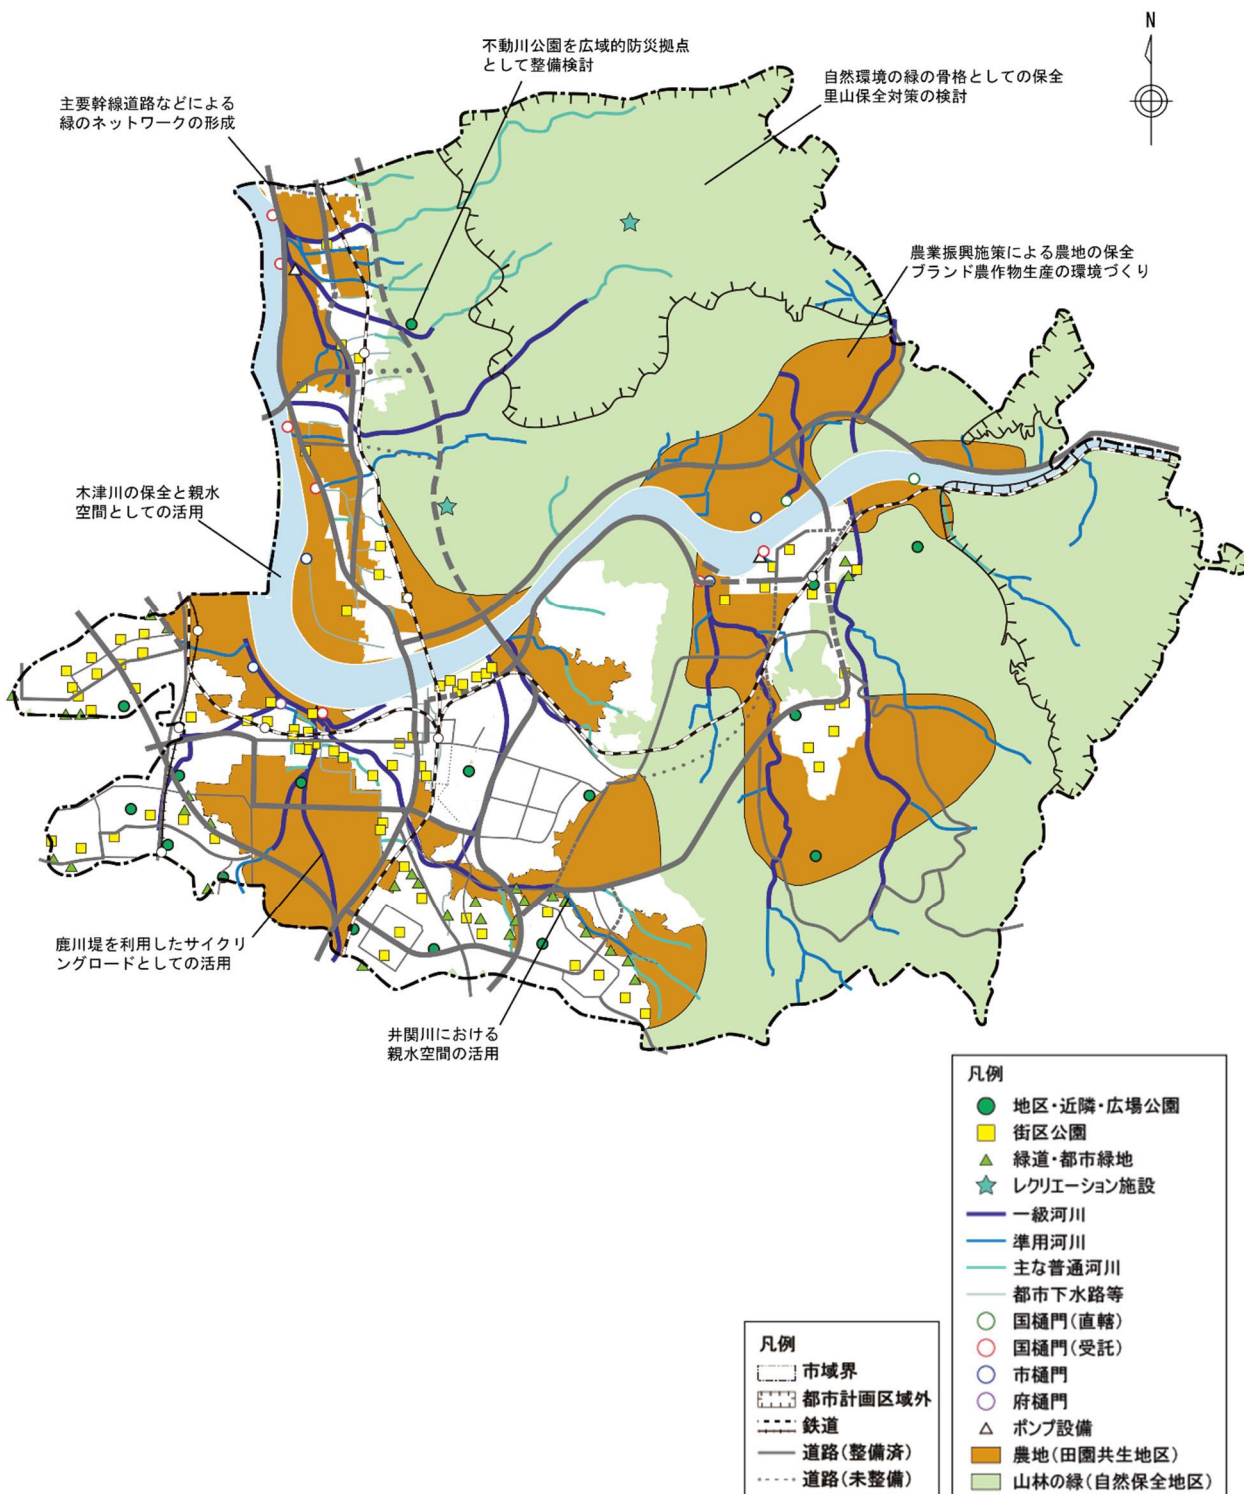 N
不動川公園を広域的防災拠点
として整備検討
自然環境の緑の骨格としての保全
里山保全対策の検討
主要幹線道路などによる
緑のネットワークの形成
農業振興施策による農地の保全
ブランド農作物生産の環境づくり
木津川の保全と親水
空間としての活用
鹿川堤を利用したサイクリ
ングロードとしての活用
井関川における
親水空間の活用
凡例
地区・近隣・広場公園
街区公園
緑道・都市緑地
レクリエーション施設
一級河川
準用河川
主な普通河川
都市下水路等
国樋門(直轄)
国樋門(受託)
市樋門
府樋門
ポンプ設備
農地(田園共生地区)
山林の緑(自然保全地区)
凡例
市域界
都市計画区域外
鉄道
道路(整備済)
道路(未整備)